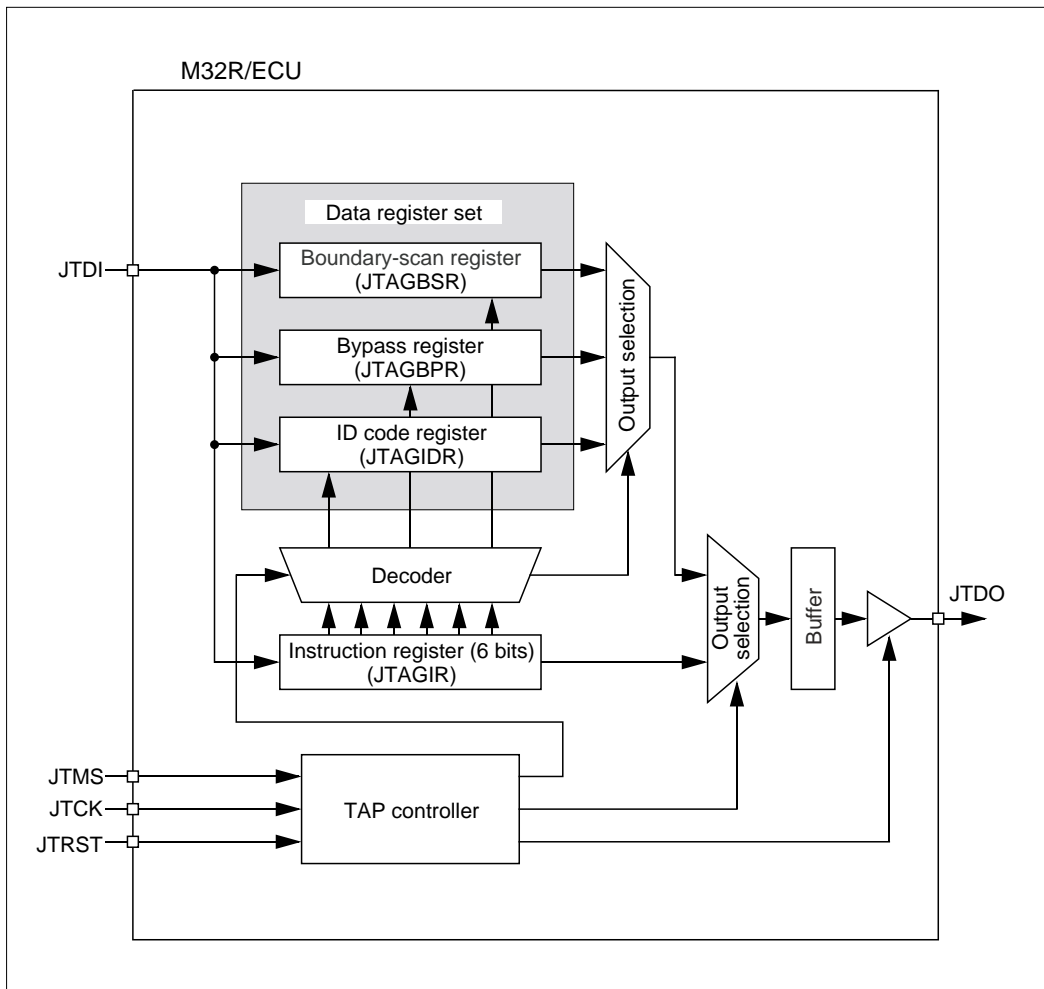 M32R/ECU
Data register set
JTDI
Boundary-scan register
(JTAGBSR)
Bypass register
(JTAGBPR)
ID code register
(JTAGIDR)
Output selection
Decoder
Instruction register (6 bits)
(JTAGIR)
Output
selection
Buffer
JTDO
JTMS
JTCK
JTRST
TAP controller